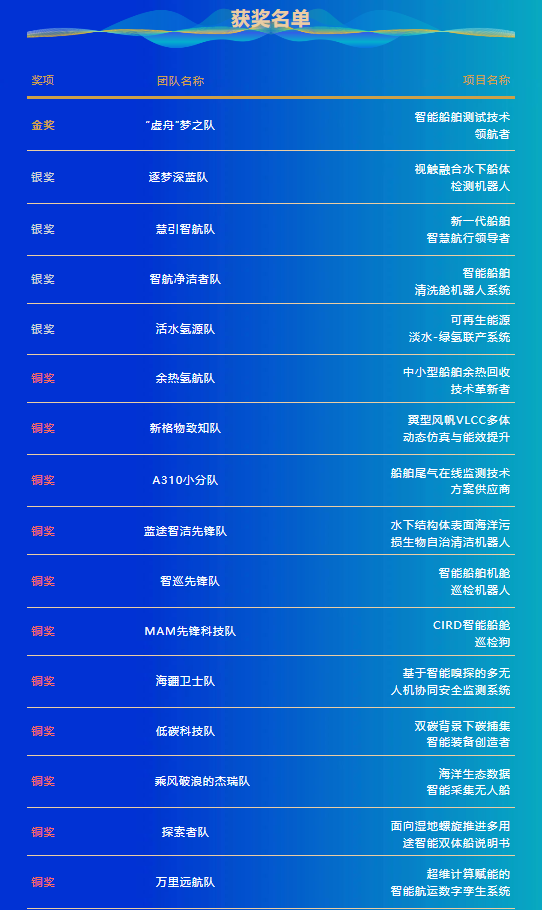 获奖名单
奖项 团队名称 项目名称
金奖 "虚舟"梦之队 智能船舶测试技术
领航者
银奖 逐梦深蓝队 视触融合水下船体
检测机器人
银奖 慧引智航队 新一代船舶
智慧航行领导者
银奖 智航净洁者队 智能船舶
清洗舱机器人系统
银奖 活水氢源队 可再生能源
淡水-绿氢联产系统
铜奖 余热氢航队 中小型船舶余热回收
技术革新者
铜奖 新格物致知队 翼型风帆VLCC多体
动态仿真与能效提升
铜奖 A310小分队 船舶尾气在线监测技术
方案供应商
铜奖 蓝途智洁先锋队 水下结构体表面海洋污
损生物自治清洁机器人
铜奖 智巡先锋队 智能船舶机舱
巡检机器人
铜奖 MAM先锋科技队 CIRD智能船舱
巡检狗
铜奖 海疆卫士队 基于智能嗅探的多无
人机协同安全监测系统
铜奖 低碳科技队 双碳背景下碳捕集
智能装备创造者
铜奖 乘风破浪的杰瑞队 海洋生态数据
智能采集无人船
铜奖 探索者队 面向湿地螺旋推进多用
途智能双体船说明书
铜奖 万里远航队 超维计算赋能的
智能航运数字孪生系统